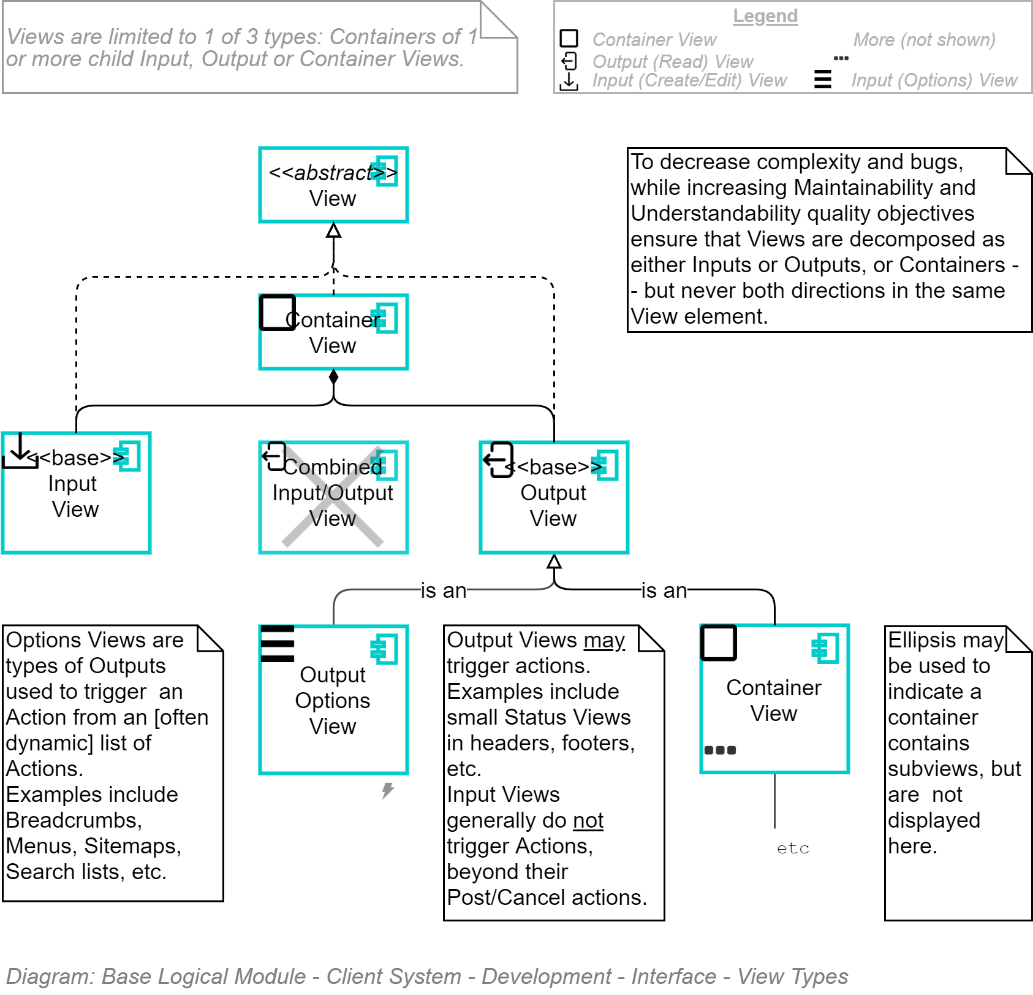 Views are limited to 1 of 3 types: Containers of 1
or more child Input, Output or Container Views.
Legend
Container View
More (not shown)
Output (Read) View
Input (Create/Edit) View
Input (Options) View
<<abstract>>
View
To decrease complexity and bugs,
while increasing Maintainability and
Understandability quality objectives
ensure that Views are decomposed as
either Inputs or Outputs, or Containers -
- but never both directions in the same
View element.
Container
View
<<base>>
Input
View
Combined
Input/Output
View
<<base>>
Output
View
is an
is an
Options Views are
types of Outputs
used to trigger  an
Action from an [often
dynamic] list of
Actions.
Examples include
Breadcrumbs,
Menus, Sitemaps,
Search lists, etc.
Output
Options
View
Output Views may
trigger actions.
Examples include
small Status Views
in headers, footers,
etc.
Input Views
generally do not
trigger Actions,
beyond their
Post/Cancel actions.
Container
View
etc
Ellipsis may
be used to
indicate a
container
contains
subviews, but
are  not
displayed
here.
Diagram: Base Logical Module - Client System - Development - Interface - View Types